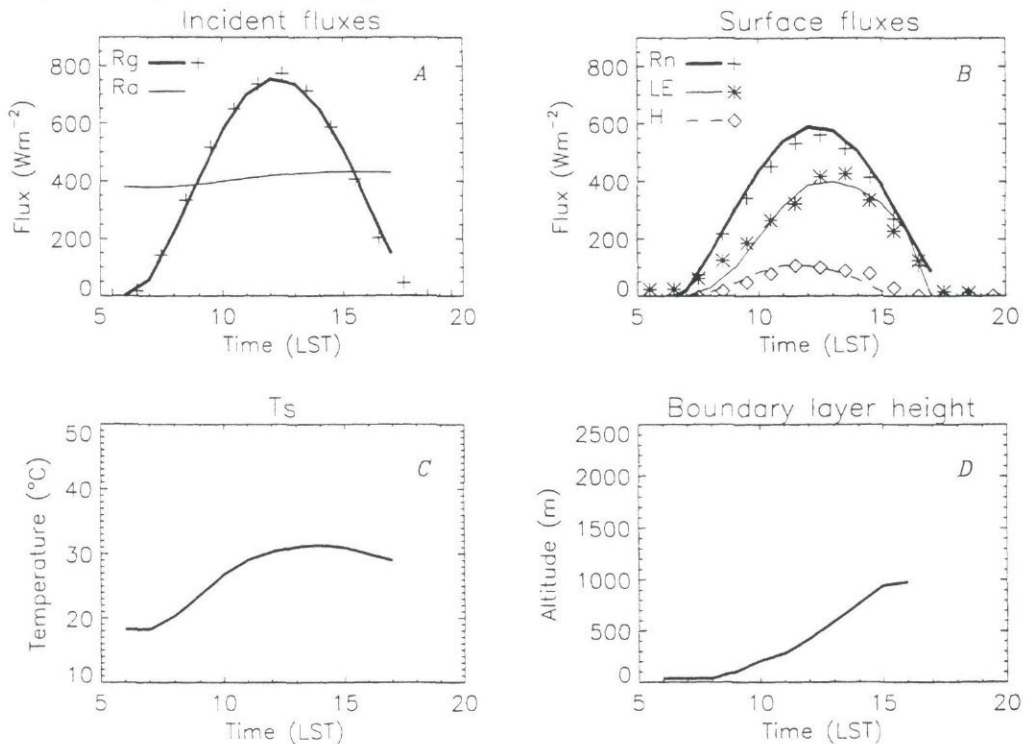 Incident fluxes
A
Rg
Ra
Flux (Wm⁻²)
800
600
400
200
0
5 10 15 20
Time (LST)
Surface fluxes
B
Rn
LE
H
Flux (Wm⁻²)
800
600
400
200
0
5 10 15 20
Time (LST)
Ts
C
Temperature (°C)
50
40
30
20
10
5 10 15 20
Time (LST)
Boundary layer height
D
Altitude (m)
2500
2000
1500
1000
500
0
5 10 15 20
Time (LST)